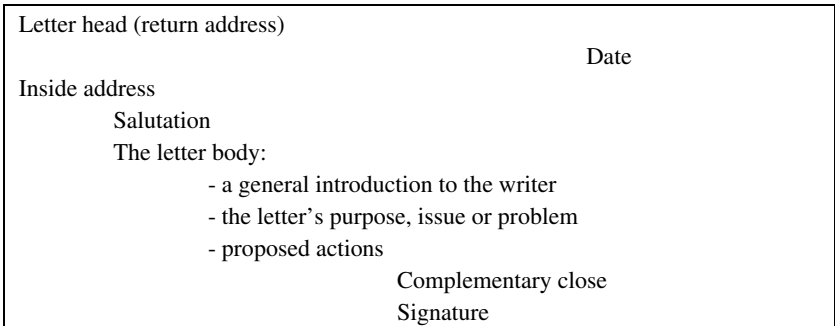 Letter head (return address)
Date
Inside address
Salutation
The letter body:
- a general introduction to the writer
- the letter's purpose, issue or problem
- proposed actions
Complementary close
Signature